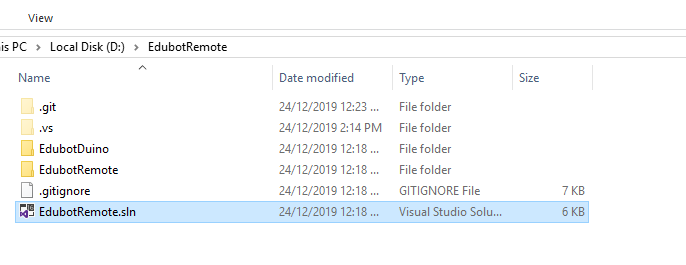 View
is PC > Local Disk (D:) > EdubotRemote
Name Date modified Type Size
.git 24/12/2019 12:23 ... File folder
.vs 24/12/2019 2:14 PM File folder
EdubotDuino 24/12/2019 12:18 ... File folder
EdubotRemote 24/12/2019 12:18 ... File folder
.gitignore 24/12/2019 12:18 ... GITIGNORE File 7 KB
EdubotRemote.sln 24/12/2019 12:18 ... Visual Studio Solu... 6 KB